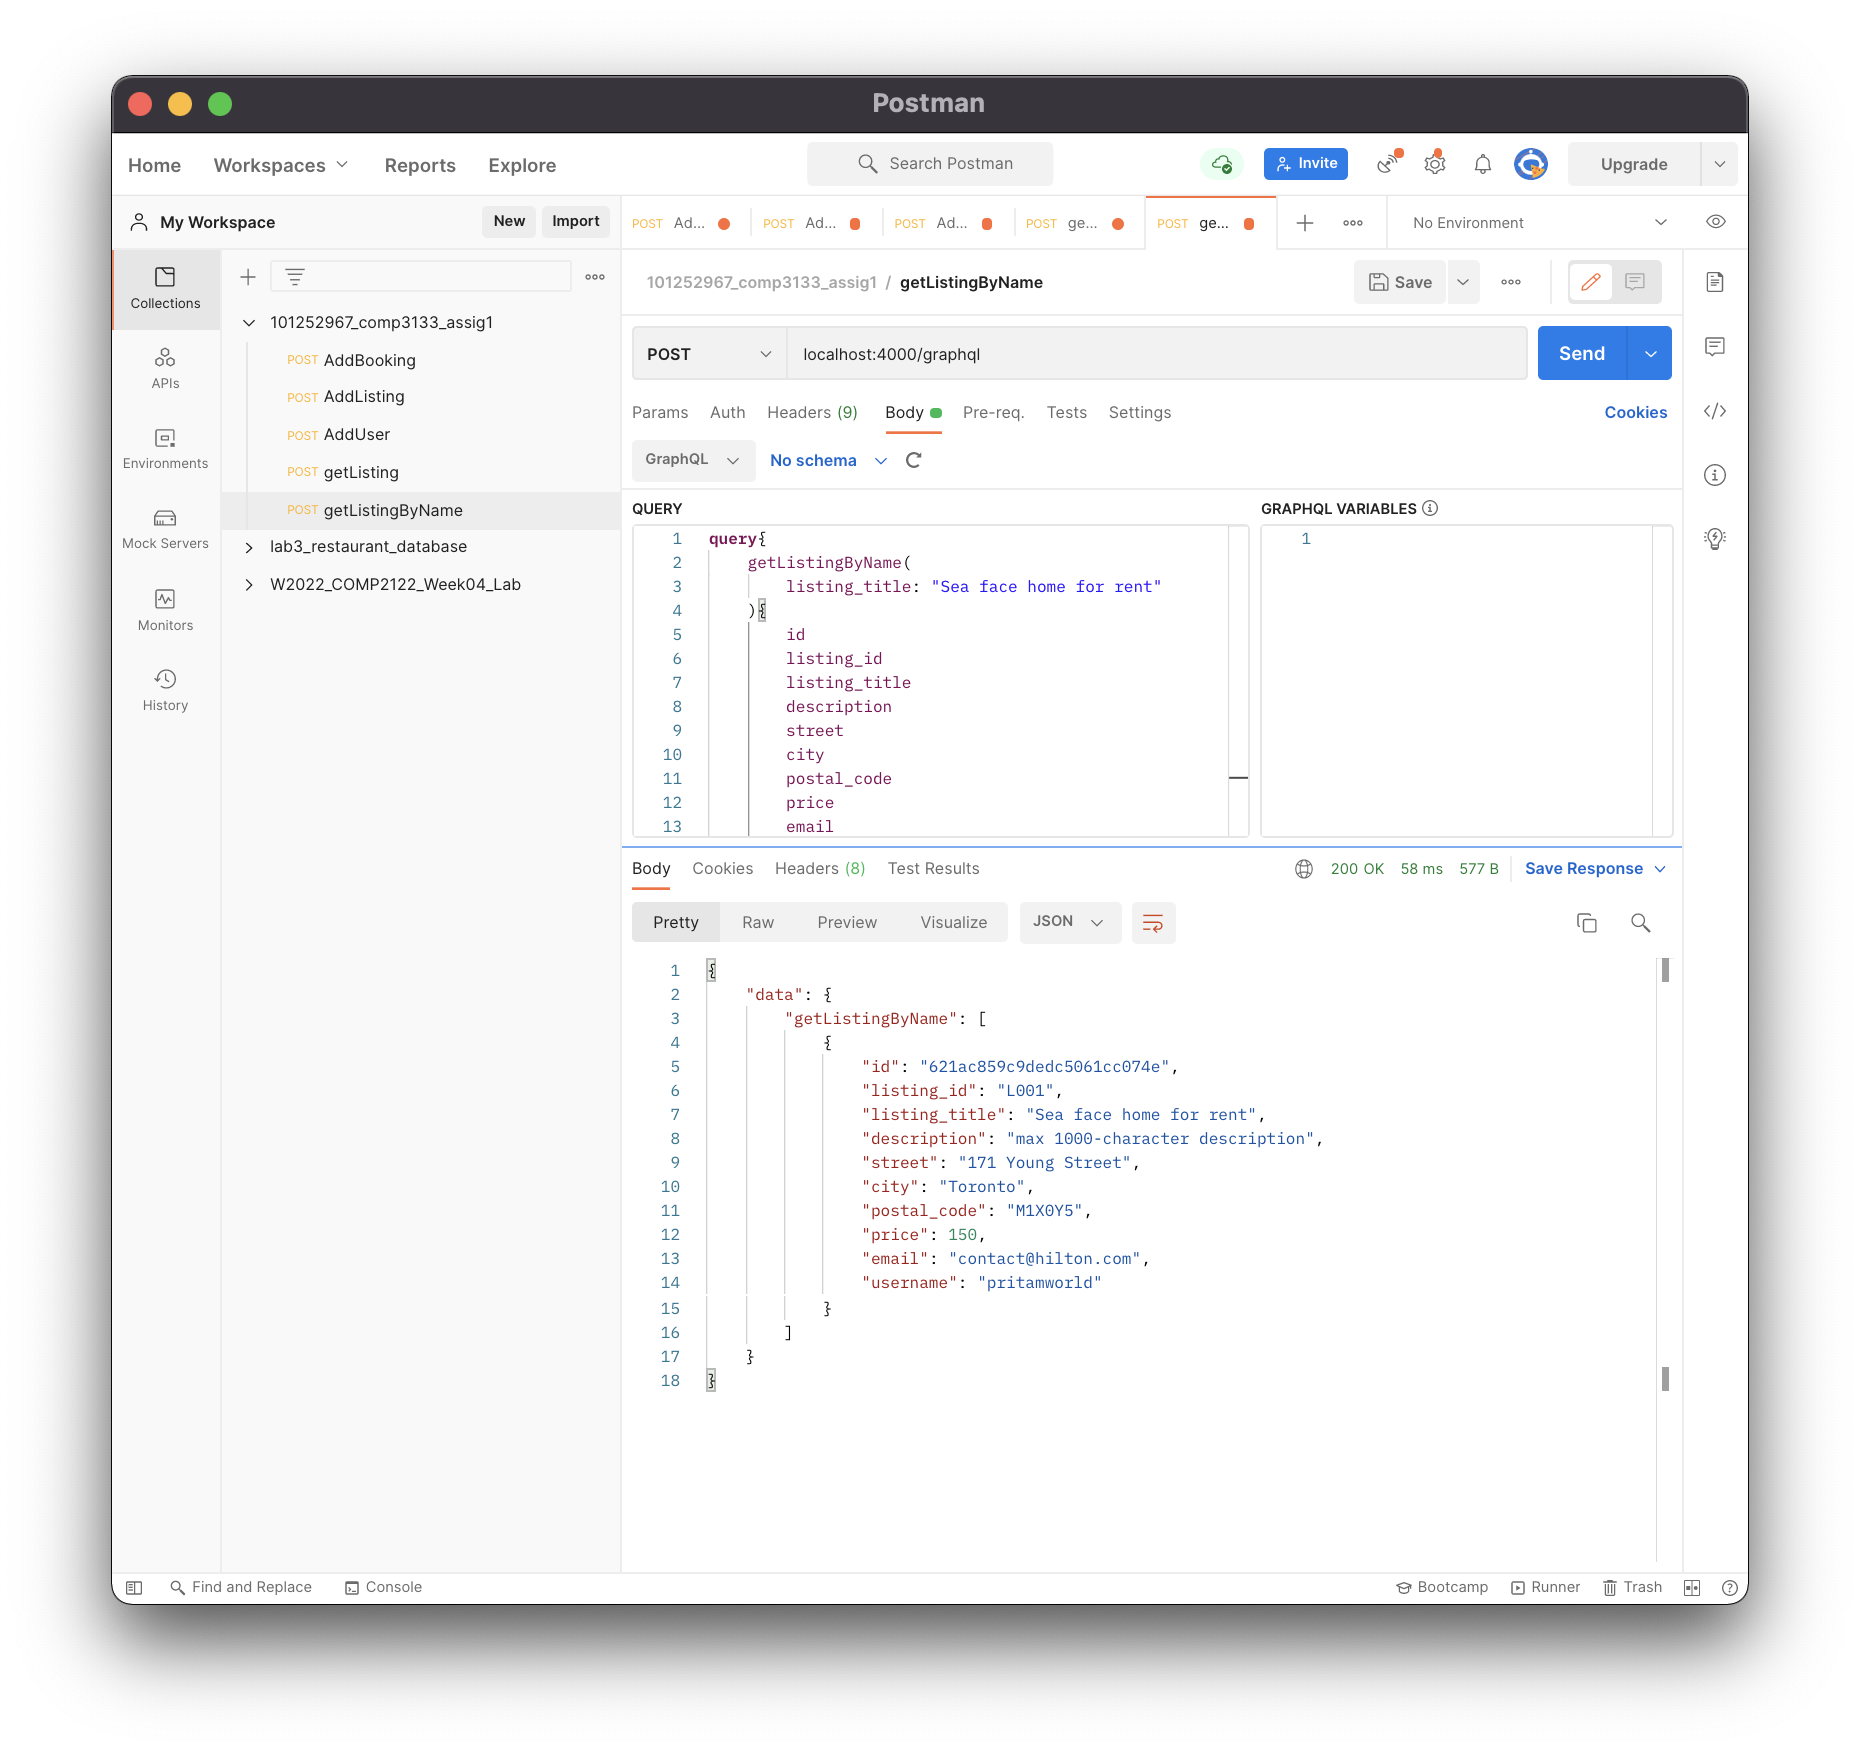 Postman
Home Workspaces Reports Explore Search Postman Invite Upgrade
My Workspace New Import POST Ad... POST Ad... POST Ad... POST ge... POST ge... No Environment
Collections
APIs
Environments
Mock Servers
Monitors
History
101252967_comp3133_assig1
POST AddBooking
POST AddListing
POST AddUser
POST getListing
POST getListingByName
lab3_restaurant_database
W2022_COMP2122_Week04_Lab
101252967_comp3133_assig1 / getListingByName Save
POST localhost:4000/graphql Send
Params Auth Headers (9) Body Pre-req. Tests Settings Cookies
GraphQL No schema
QUERY GRAPHQL VARIABLES
1 query{ 1
2 getListingByName(
3 listing_title: "Sea face home for rent"
4 ){
5 id
6 listing_id
7 listing_title
8 description
9 street
10 city
11 postal_code
12 price
13 email
Body Cookies Headers (8) Test Results 200 OK 58 ms 577 B Save Response
Pretty Raw Preview Visualize JSON
1 {
2 "data": {
3 "getListingByName": [
4 {
5 "id": "621ac859c9dedc5061cc074e",
6 "listing_id": "L001",
7 "listing_title": "Sea face home for rent",
8 "description": "max 1000-character description",
9 "street": "171 Young Street",
10 "city": "Toronto",
11 "postal_code": "M1X0Y5",
12 "price": 150,
13 "email": "contact@hilton.com",
14 "username": "pritamworld"
15 }
16 ]
17 }
18 }
Find and Replace Console Bootcamp Runner Trash